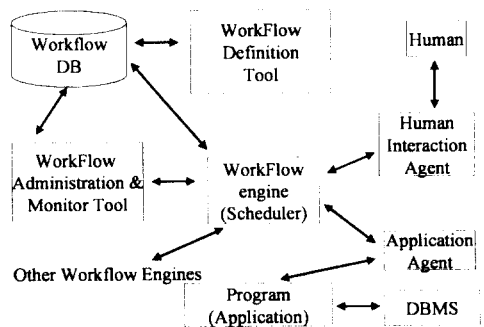 Workflow
DB
WorkFlow
Definition
Tool
Human
WorkFlow
Administration &
Monitor Tool
WorkFlow
engine
(Scheduler)
Human
Interaction
Agent
Other Workflow Engines
Application
Agent
Program
(Application)
DBMS